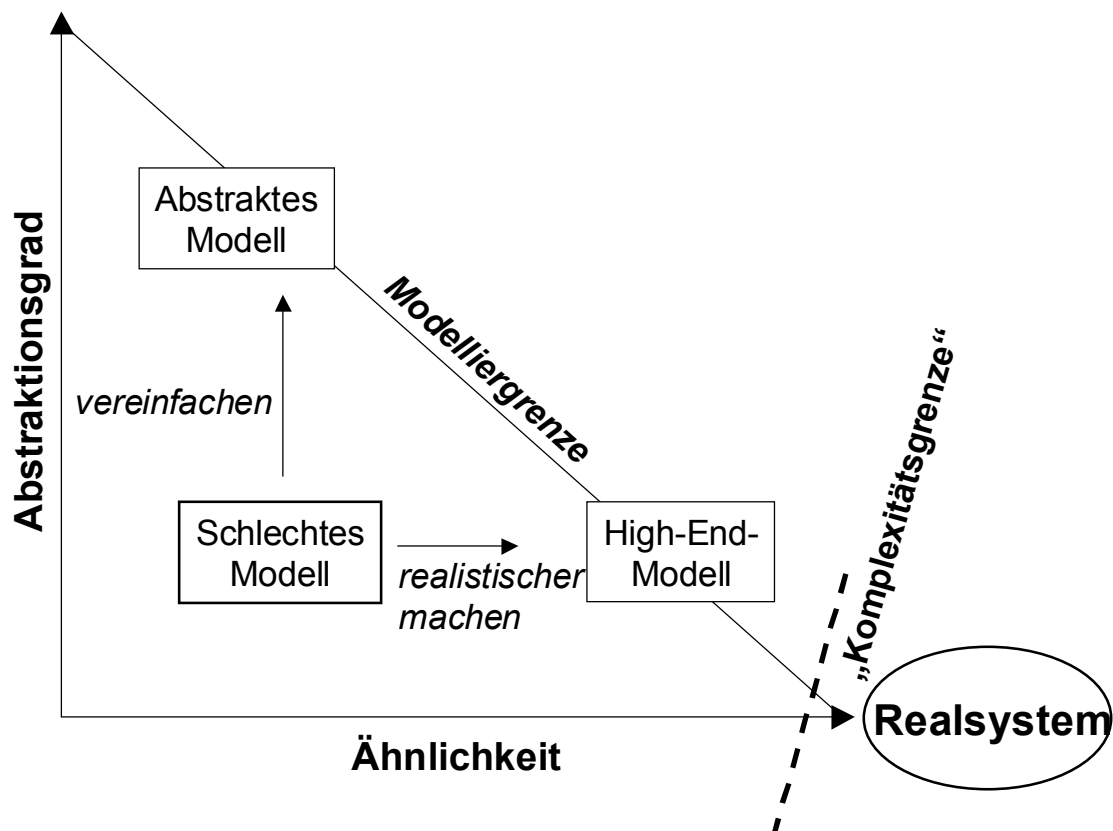 Abstraktionsgrad
Abstraktes
Modell
Modelliergrenze
vereinfachen
Schlechtes
Modell
realistischer
machen
High-End-
Modell
„Komplexitätsgrenze“
Realsystem
Ähnlichkeit